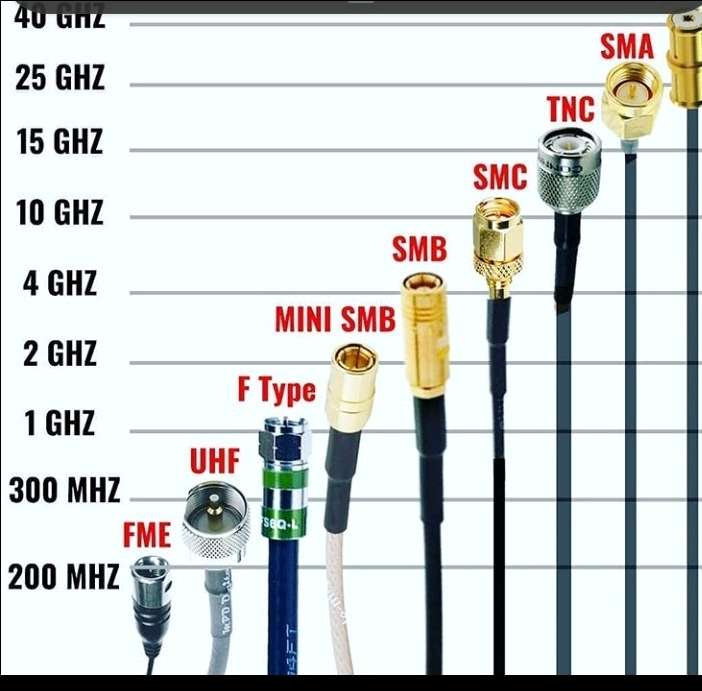 40 GHZ
SMA
25 GHZ
TNC
15 GHZ
SMC
10 GHZ
SMB
4 GHZ
MINI SMB
2 GHZ
F Type
1 GHZ
UHF
300 MHZ
FME
200 MHZ